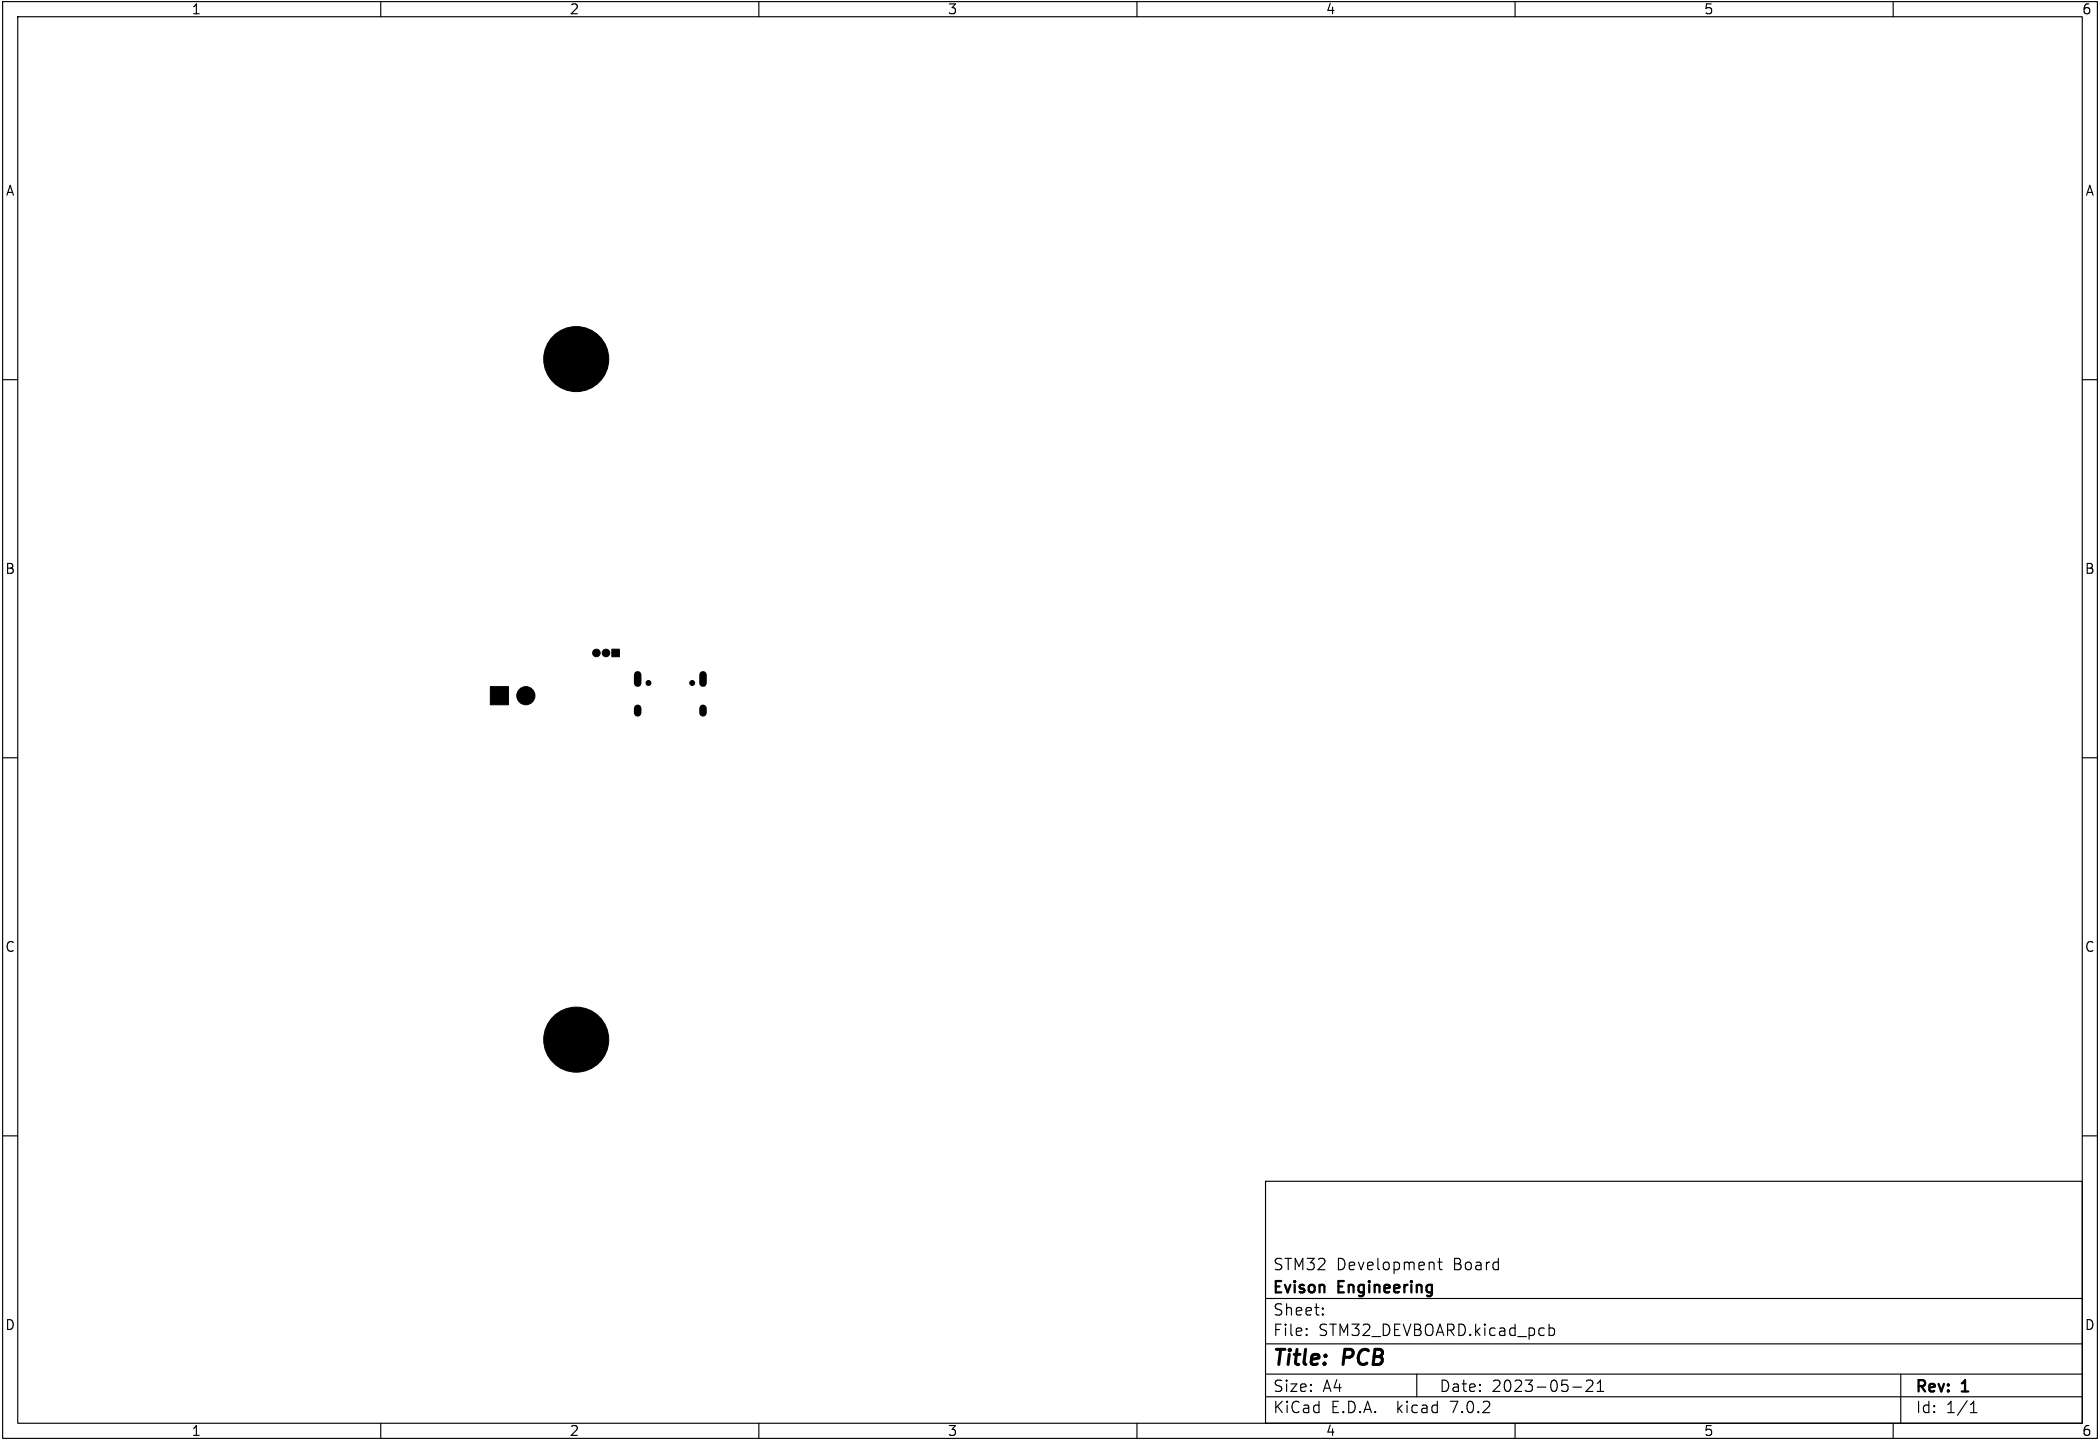 1 2 3 4 5 6
A A
B B
C C
D D
STM32 Development Board
Evison Engineering
Sheet:
File: STM32_DEVBOARD.kicad_pcb
Title: PCB
Size: A4 Date: 2023-05-21 Rev: 1
KiCad E.D.A. kicad 7.0.2 Id: 1/1
1 2 3 4 5 6